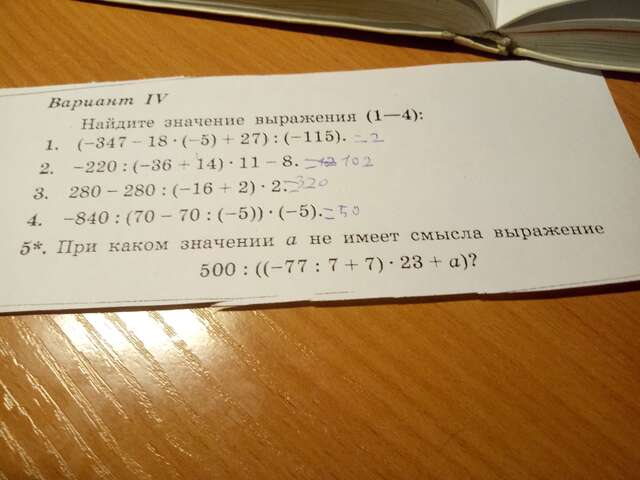 Вариант IV
Найдите значение выражения (1—4):
1. (−347 − 18 · (−5) + 27) : (−115). = 2
2. −220 : (−36 + 14) · 11 − 8. = 102
3. 280 − 280 : (−16 + 2) · 2. = 320
4. −840 : (70 − 70 : (−5)) · (−5). = 50
5*. При каком значении a не имеет смысла выражение
500 : ((−77 : 7 + 7) · 23 + a)?